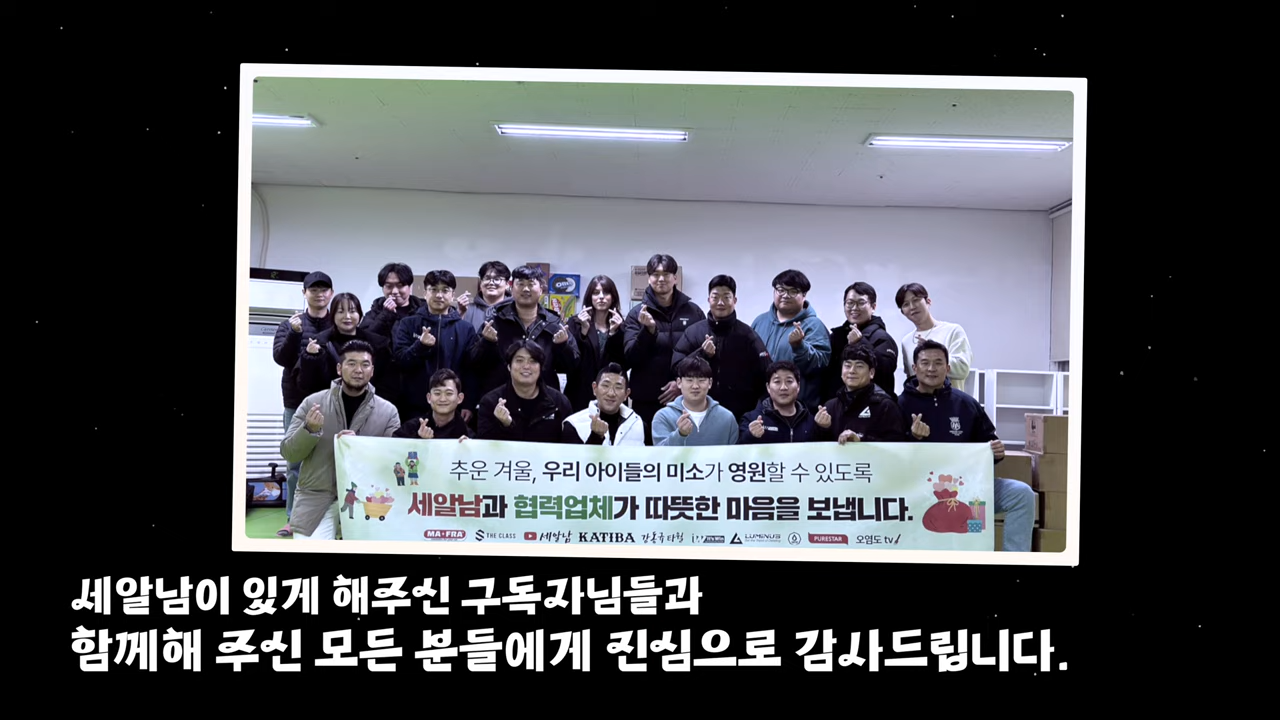 추운 겨울, 우리 아이들의 미소가 영원할 수 있도록
세알남과 협력업체가 따뜻한 마음을 보냅니다.
MA-FRA THE CLASS 세알남 KATIBA LUMINUS PURESTAR 오염도tv
세알남이 있게 해주신 구독자님들과
함께해 주신 모든 분들에게 진심으로 감사드립니다.